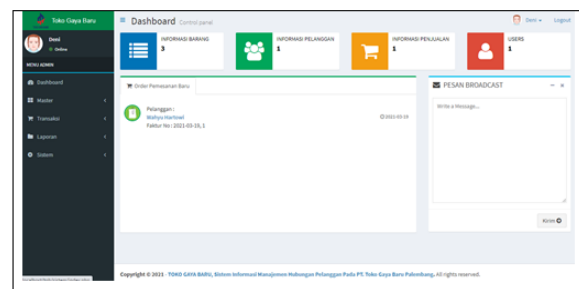 Toko Gaya Baru
Dashboard Control panel
Deni
Logout
Deni
Online
INFORMASI BARANG
3
INFORMASI PELANGGAN
1
INFORMASI PENJUALAN
1
USERS
1
MENU ADMIN
Dashboard
Master
Transaksi
Laporan
Sistem
Order Pemesanan Baru
Pelanggan :
Wahyu Hartowi
2021-03-10
Faktur No : 2021-03-10, 1
PESAN BROADCAST
Write a Message...
Kirim
Copyright © 2021 - TOKO GAYA BARU, Sistem Informasi Manajemen Hubungan Pelanggan Pada PT. Toko Gaya Baru Palembang. All rights reserved.